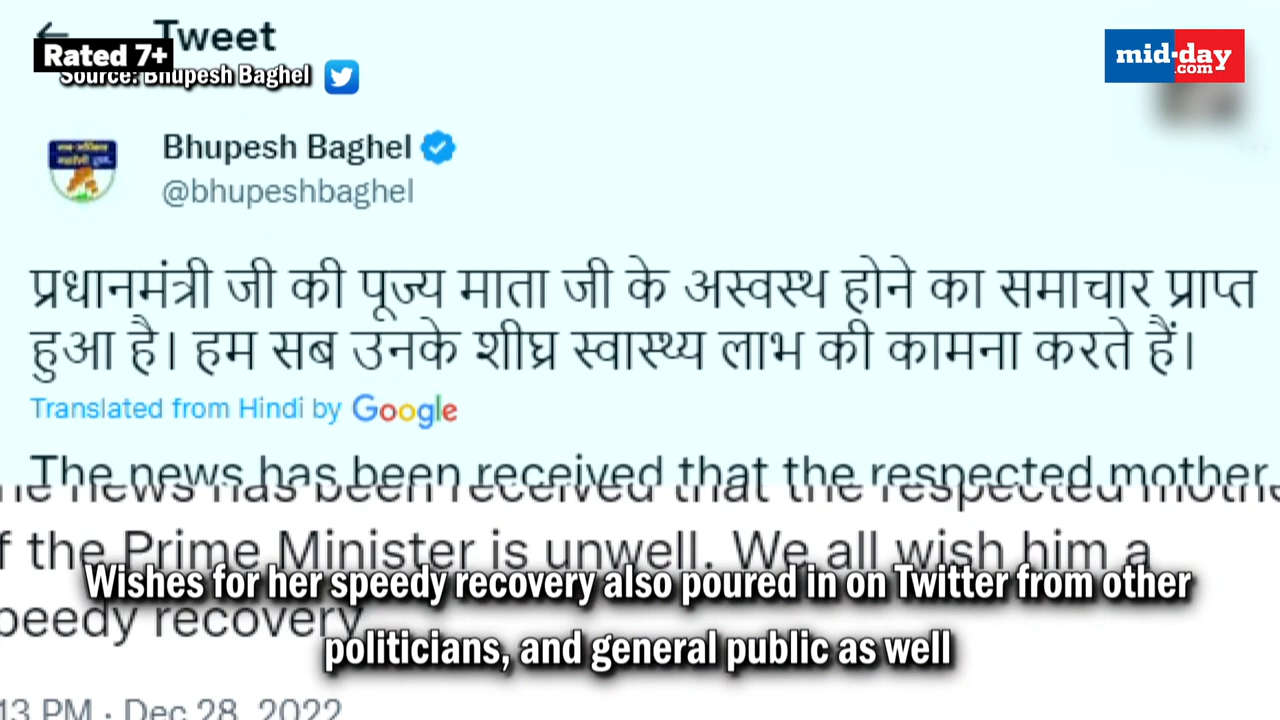 Tweet
Rated 7+
Source: Bhupesh Baghel
mid-day
.com
Bhupesh Baghel
@bhupeshbaghel
प्रधानमंत्री जी की पूज्य माता जी के अस्वस्थ होने का समाचार प्राप्त
हुआ है। हम सब उनके शीघ्र स्वास्थ्य लाभ की कामना करते हैं।
Translated from Hindi by Google
The news has been received that the respected mother
f the Prime Minister is unwell. We all wish him a
peedy recovery
Wishes for her speedy recovery also poured in on Twitter from other
politicians, and general public as well
13 PM · Dec 28, 2022